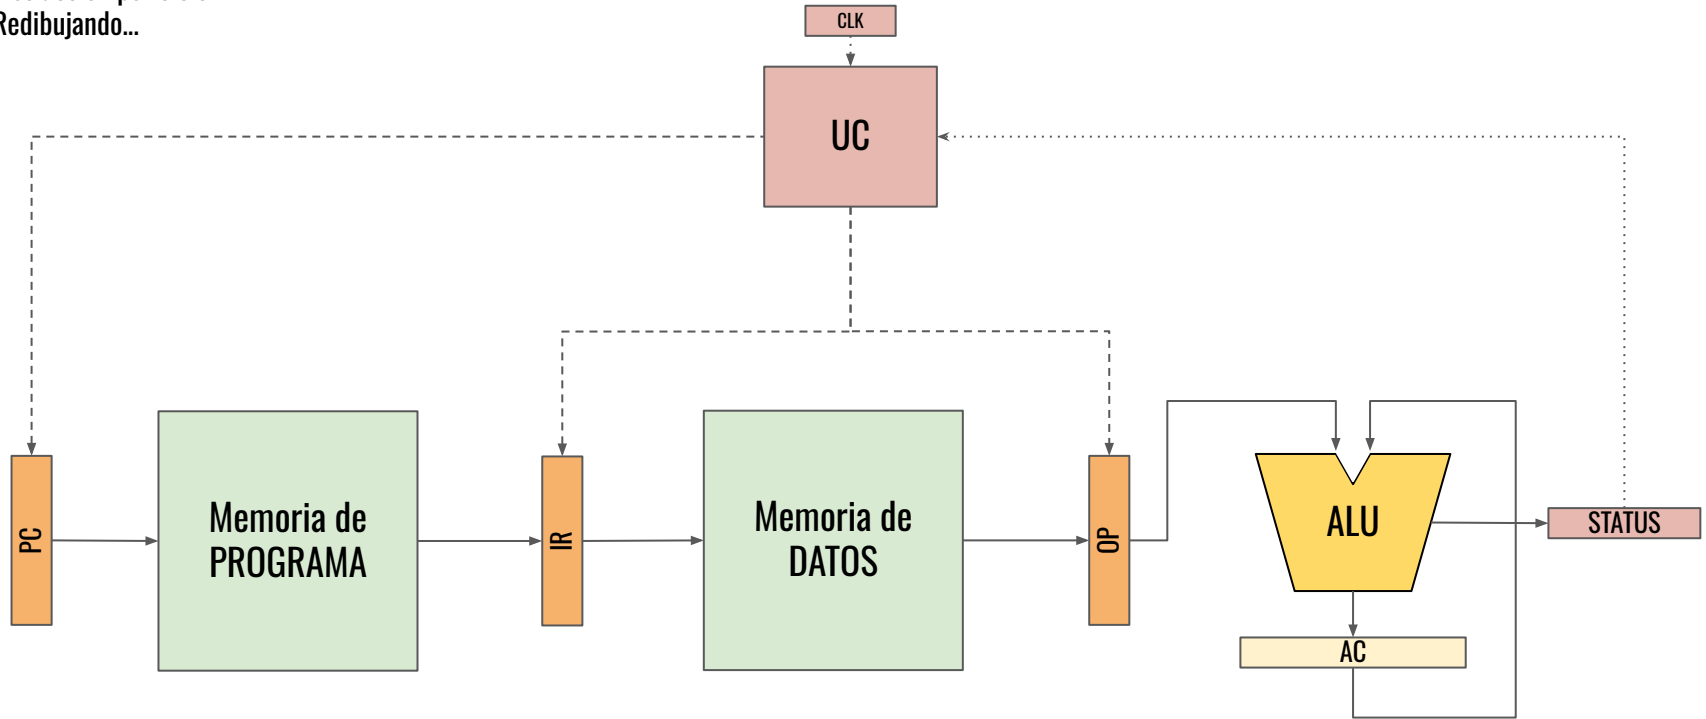 Redibujando...
CLK
UC
PC
Memoria de
PROGRAMA
IR
Memoria de
DATOS
OP
ALU
STATUS
AC